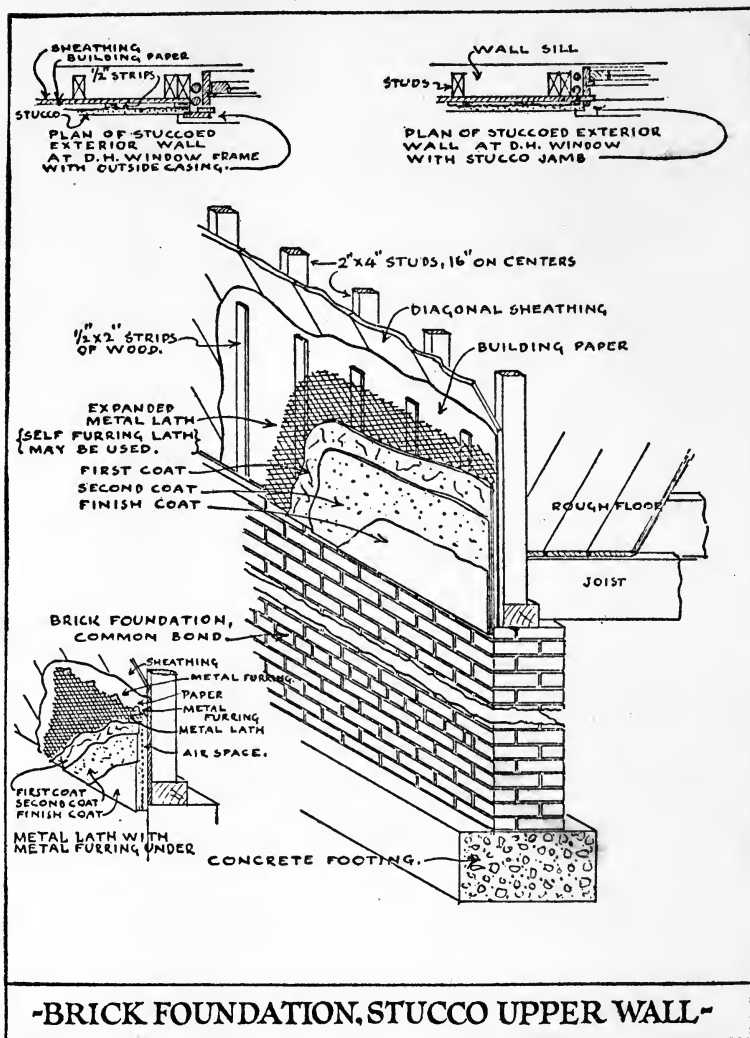 SHEATHING
BUILDING PAPER
1/2" STRIPS
STUCCO
PLAN OF STUCCOED
EXTERIOR WALL
AT D.H. WINDOW FRAME
WITH OUTSIDE CASING.
WALL SILL
STUDS
PLAN OF STUCCOED EXTERIOR
WALL AT D.H. WINDOW
WITH STUCCO JAMB
2"X4" STUDS, 16" ON CENTERS
DIAGONAL SHEATHING
1/2"X2" STRIPS
OF WOOD.
BUILDING PAPER
EXPANDED
METAL LATH
{SELF FURRING LATH}
MAY BE USED.
FIRST COAT
SECOND COAT
FINISH COAT
ROUGH FLOOR
JOIST
BRICK FOUNDATION,
COMMON BOND
SHEATHING
METAL FURRING.
PAPER
METAL
FURRING
METAL LATH
AIR SPACE.
FIRST COAT
SECOND COAT
FINISH COAT
METAL LATH WITH
METAL FURRING UNDER
CONCRETE FOOTING.
-BRICK FOUNDATION, STUCCO UPPER WALL-